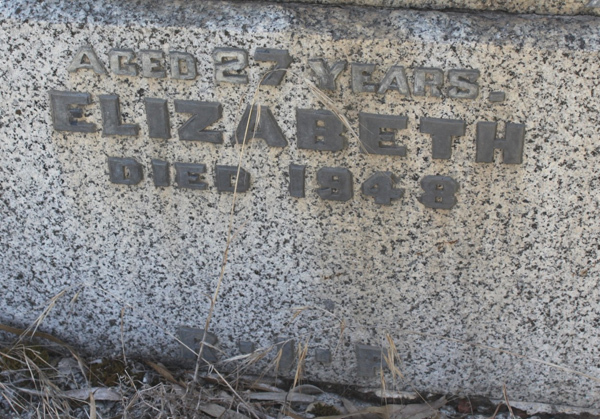 AGED 27 YEARS.
ELIZABETH
DIED 1948
R.I.P.